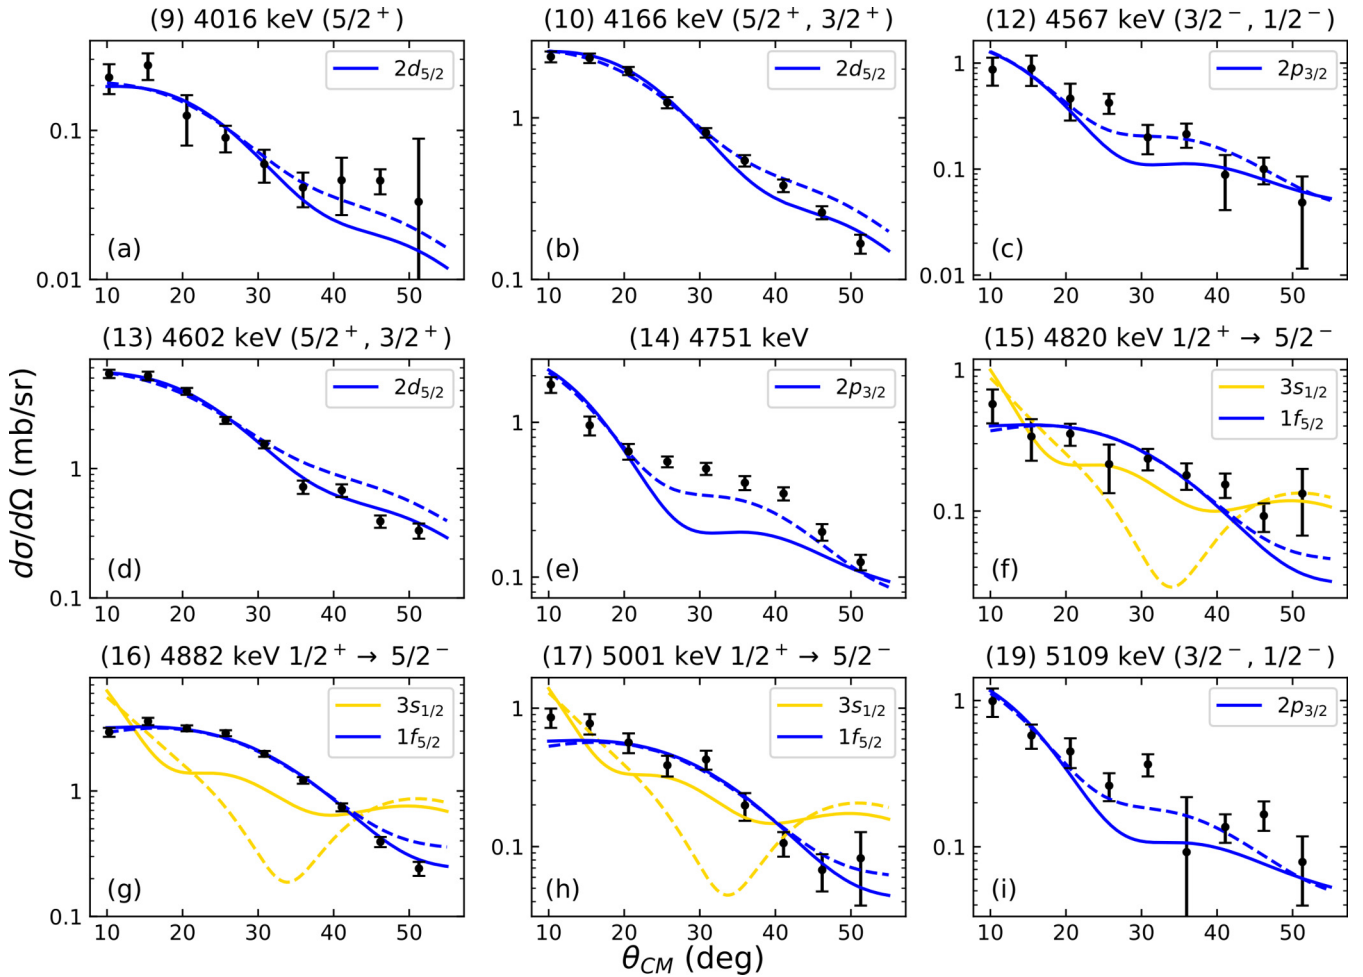 (9) 4016 keV (5/2⁺)
(10) 4166 keV (5/2⁺, 3/2⁺)
(12) 4567 keV (3/2⁻, 1/2⁻)
2d₅/₂
2d₅/₂
2p₃/₂
0.1
0.01
(a)
1
0.1
(b)
1
0.1
0.01
(c)
10 20 30 40 50
10 20 30 40 50
10 20 30 40 50
(13) 4602 keV (5/2⁺, 3/2⁺)
(14) 4751 keV
(15) 4820 keV 1/2⁺ → 5/2⁻
2d₅/₂
2p₃/₂
3s₁/₂
1f₅/₂
dσ/dΩ (mb/sr)
1
0.1
(d)
1
0.1
(e)
1
0.1
(f)
10 20 30 40 50
10 20 30 40 50
10 20 30 40 50
(16) 4882 keV 1/2⁺ → 5/2⁻
(17) 5001 keV 1/2⁺ → 5/2⁻
(19) 5109 keV (3/2⁻, 1/2⁻)
3s₁/₂
1f₅/₂
3s₁/₂
1f₅/₂
2p₃/₂
1
0.1
(g)
1
0.1
(h)
1
0.1
(i)
10 20 30 40 50
10 20 30 40 50
10 20 30 40 50
θCM (deg)